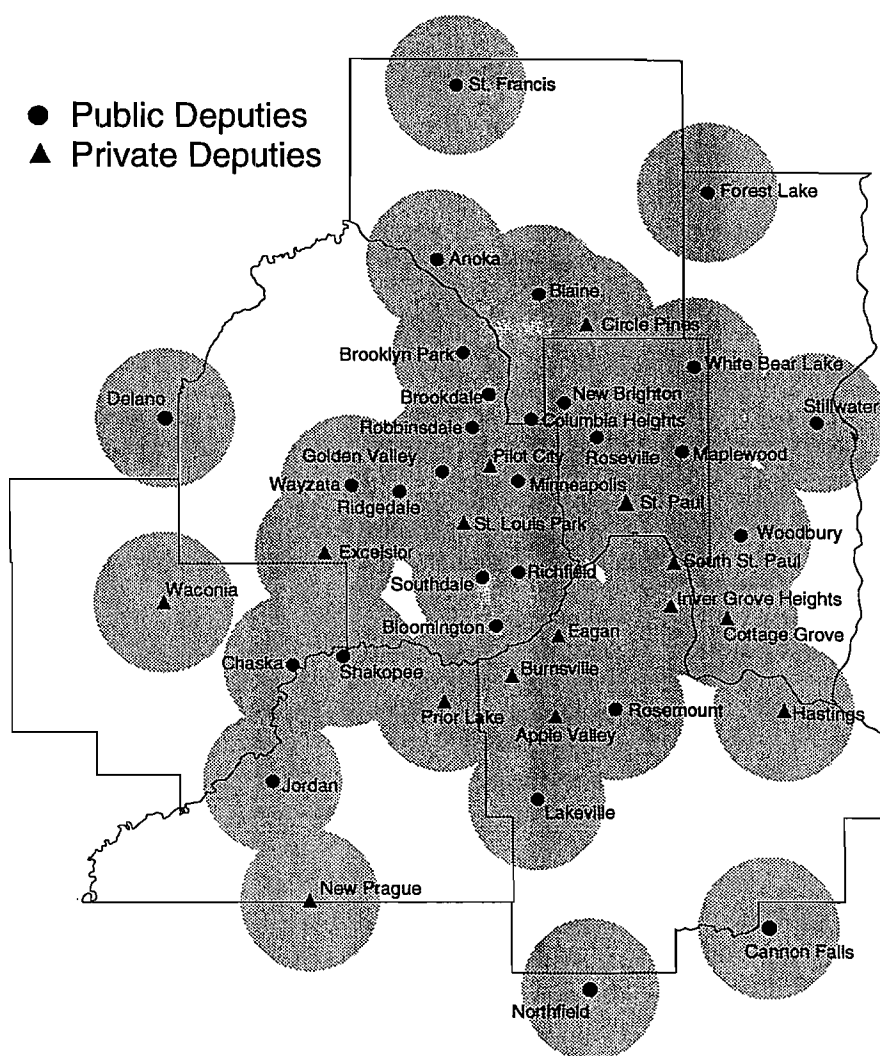 St. Francis
Public Deputies
Private Deputies
Forest Lake
Anoka
Blaine
Circle Pines
Brooklyn Park
White Bear Lake
Delano
Brookdale
New Brighton
Stillwater
Columbia Heights
Robbinsdale
Golden Valley
Pilot City
Roseville
Maplewood
Wayzata
Minneapolis
Ridgedale
St. Paul
St. Louis Park
Woodbury
Excelsior
South St. Paul
Southdale
Richfield
Waconia
Inver Grove Heights
Bloomington
Eagan
Cottage Grove
Chaska
Shakopee
Burnsville
Prior Lake
Rosemount
Hastings
Apple Valley
Jordan
Lakeville
New Prague
Cannon Falls
Northfield